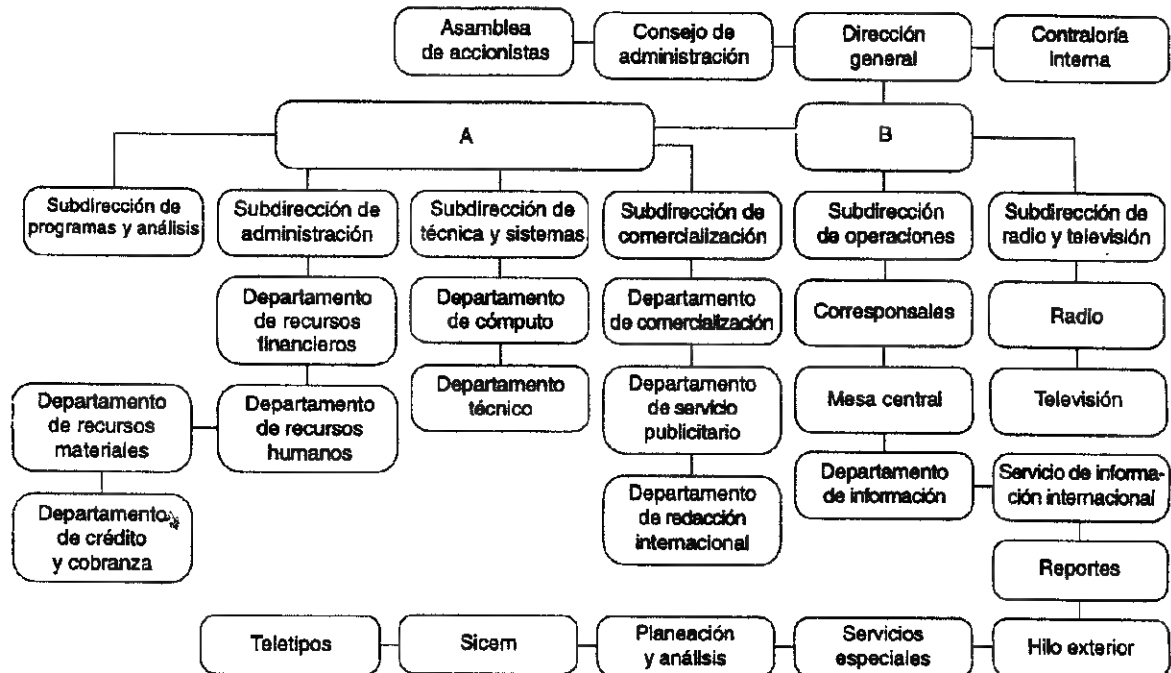 Asamblea
de accionistas
Consejo de
administración
Dirección
general
Contraloría
interna
A
B
Subdirección de
programas y análisis
Subdirección de
administración
Subdirección de
técnica y sistemas
Subdirección de
comercialización
Subdirección
de operaciones
Subdirección de
radio y televisión
Departamento
de recursos
financieros
Departamento
de cómputo
Departamento
de comercialización
Corresponsales
Radio
Departamento
de recursos
materiales
Departamento
de recursos
humanos
Departamento
técnico
Departamento
de servicio
publicitario
Mesa central
Televisión
Departamento
de crédito
y cobranza
Departamento
de redacción
internacional
Departamento
de información
Servicio de informa-
ción internacional
Reportes
Teletipos
Sicem
Planeación
y análisis
Servicios
especiales
Hilo exterior